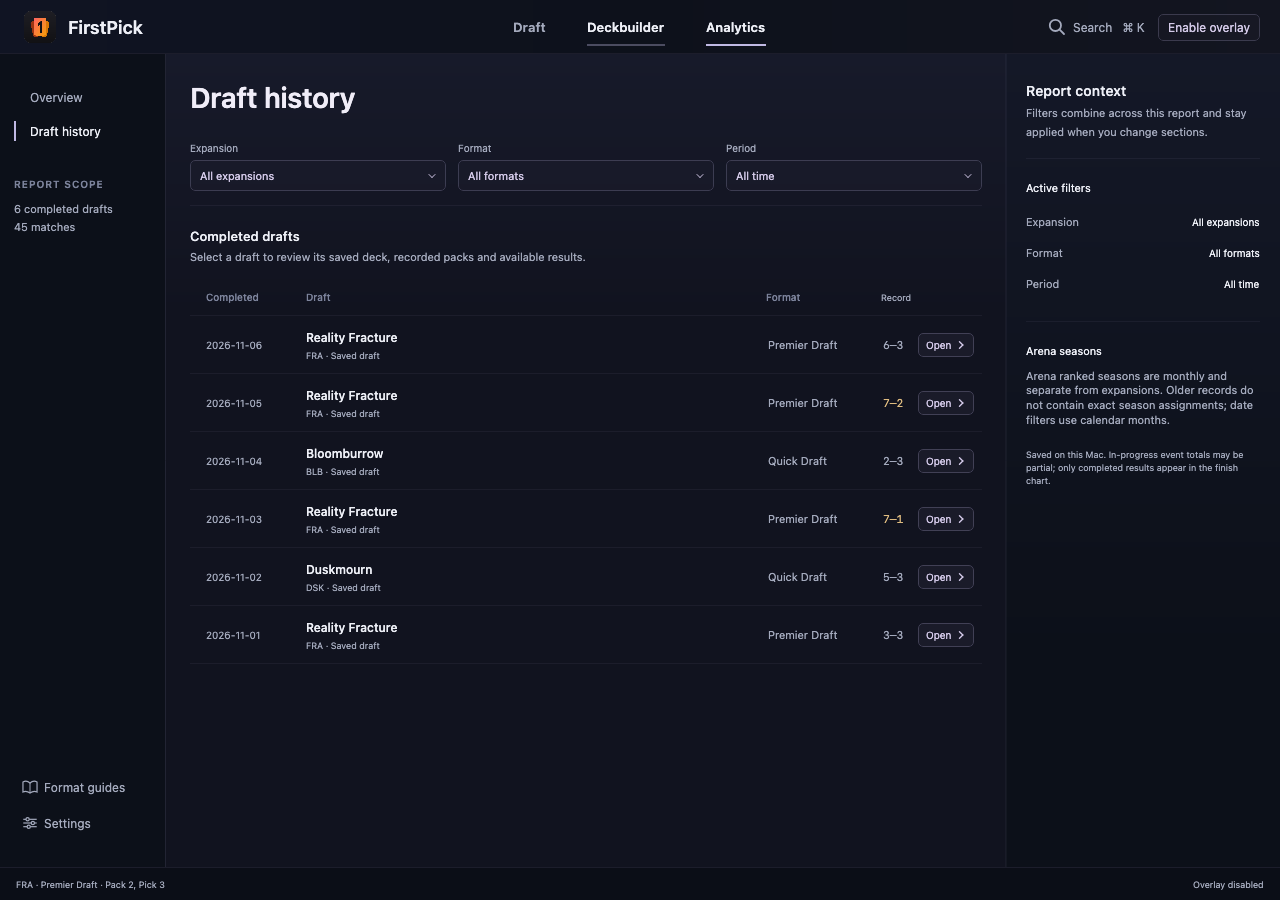 1
FirstPick
Draft
Deckbuilder
Analytics
Search ⌘ K
Enable overlay
Overview
Draft history
REPORT SCOPE
6 completed drafts
45 matches
Format guides
Settings
Draft history
Expansion
Format
Period
All expansions
All formats
All time
Completed drafts
Select a draft to review its saved deck, recorded packs and available results.
Completed Draft Format Record
2026-11-06 Reality Fracture Premier Draft 6–3 Open
FRA · Saved draft
2026-11-05 Reality Fracture Premier Draft 7–2 Open
FRA · Saved draft
2026-11-04 Bloomburrow Quick Draft 2–3 Open
BLB · Saved draft
2026-11-03 Reality Fracture Premier Draft 7–1 Open
FRA · Saved draft
2026-11-02 Duskmourn Quick Draft 5–3 Open
DSK · Saved draft
2026-11-01 Reality Fracture Premier Draft 3–3 Open
FRA · Saved draft
Report context
Filters combine across this report and stay
applied when you change sections.
Active filters
Expansion All expansions
Format All formats
Period All time
Arena seasons
Arena ranked seasons are monthly and
separate from expansions. Older records do
not contain exact season assignments; date
filters use calendar months.
Saved on this Mac. In-progress event totals may be
partial; only completed results appear in the finish
chart.
FRA · Premier Draft · Pack 2, Pick 3
Overlay disabled